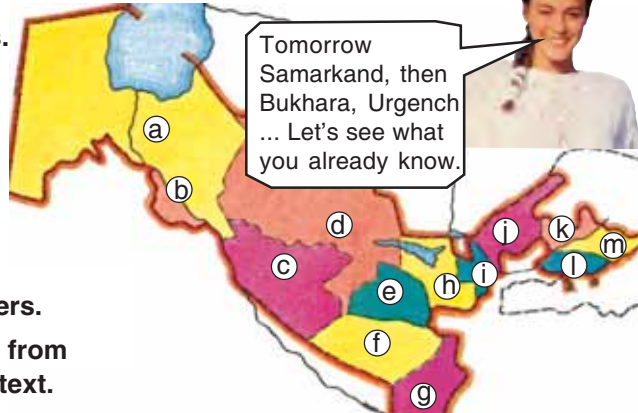 s.
Tomorrow
Samarkand, then
Bukhara, Urgench
... Let's see what
you already know.
a
b
c
d
e
f
g
h
i
j
k
l
m
ers.
from
text.